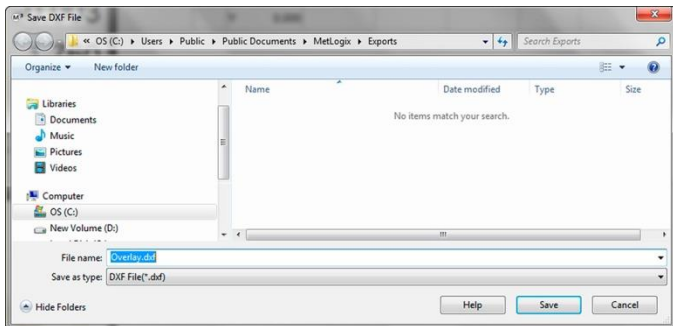 M³ Save DXF File
« OS (C:) Users Public Public Documents MetLogix Exports Search Exports
Organize New folder
Name Date modified Type Size
No items match your search.
Libraries
Documents
Music
Pictures
Videos
Computer
OS (C:)
New Volume (D:)
File name: Overlay.dxf
Save as type: DXF File(*.dxf)
Hide Folders Help Save Cancel